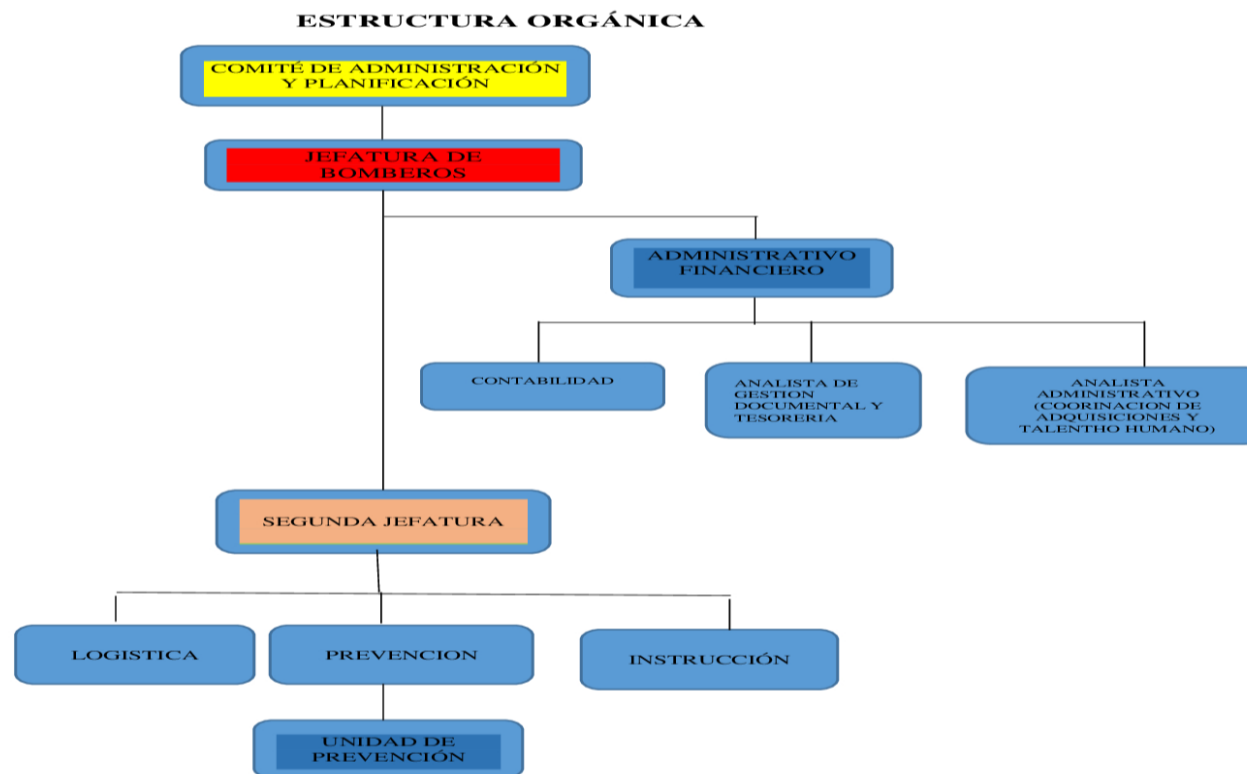 ESTRUCTURA ORGÁNICA
COMITÉ DE ADMINISTRACIÓN
Y PLANIFICACIÓN
JEFATURA DE
BOMBEROS
ADMINISTRATIVO
FINANCIERO
CONTABILIDAD
ANALISTA DE
GESTION
DOCUMENTAL Y
TESORERIA
ANALISTA
ADMINISTRATIVO
(COORINACION DE
ADQUISICIONES Y
TALENTHO HUMANO)
SEGUNDA JEFATURA
LOGISTICA
PREVENCION
INSTRUCCIÓN
UNIDAD DE
PREVENCIÓN